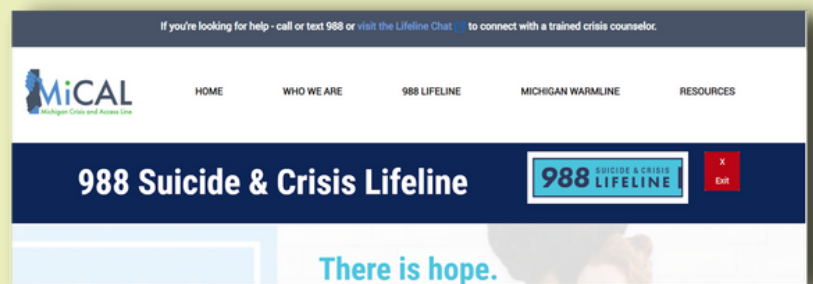 If you're looking for help - call or text 988 or visit the Lifeline Chat to connect with a trained crisis counselor.
MiCAL
Michigan Crisis and Access Line
HOME
WHO WE ARE
988 LIFELINE
MICHIGAN WARMLINE
RESOURCES
988 Suicide & Crisis Lifeline
988 SUICIDE & CRISIS
LIFELINE
X
Exit
There is hope.